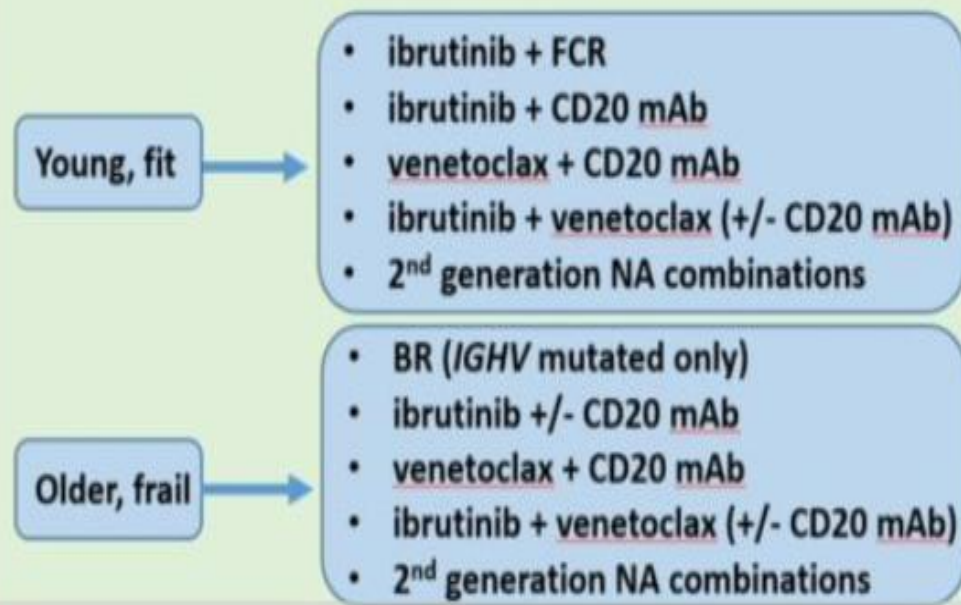 Young, fit
• ibrutinib + FCR
• ibrutinib + CD20 mAb
• venetoclax + CD20 mAb
• ibrutinib + venetoclax (+/- CD20 mAb)
• 2nd generation NA combinations
Older, frail
• BR (IGHV mutated only)
• ibrutinib +/- CD20 mAb
• venetoclax + CD20 mAb
• ibrutinib + venetoclax (+/- CD20 mAb)
• 2nd generation NA combinations